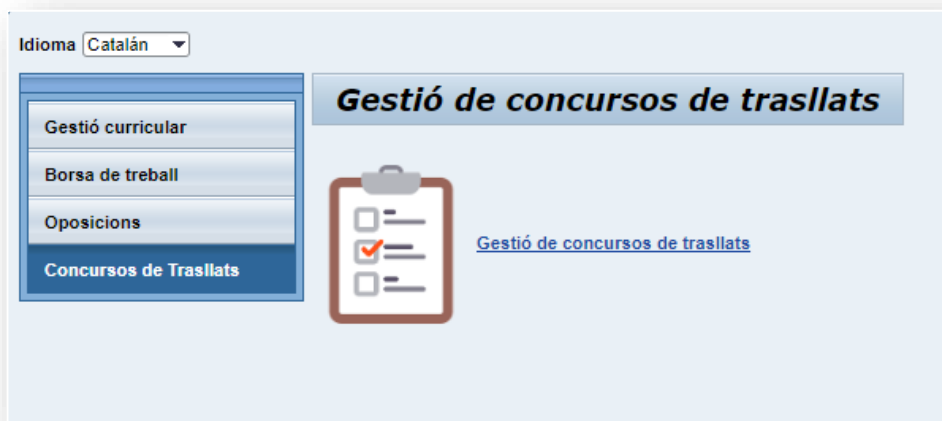 Idioma Catalán
Gestió de concursos de trasllats
Gestió curricular
Borsa de treball
Oposicions
Concursos de Trasllats
Gestió de concursos de trasllats